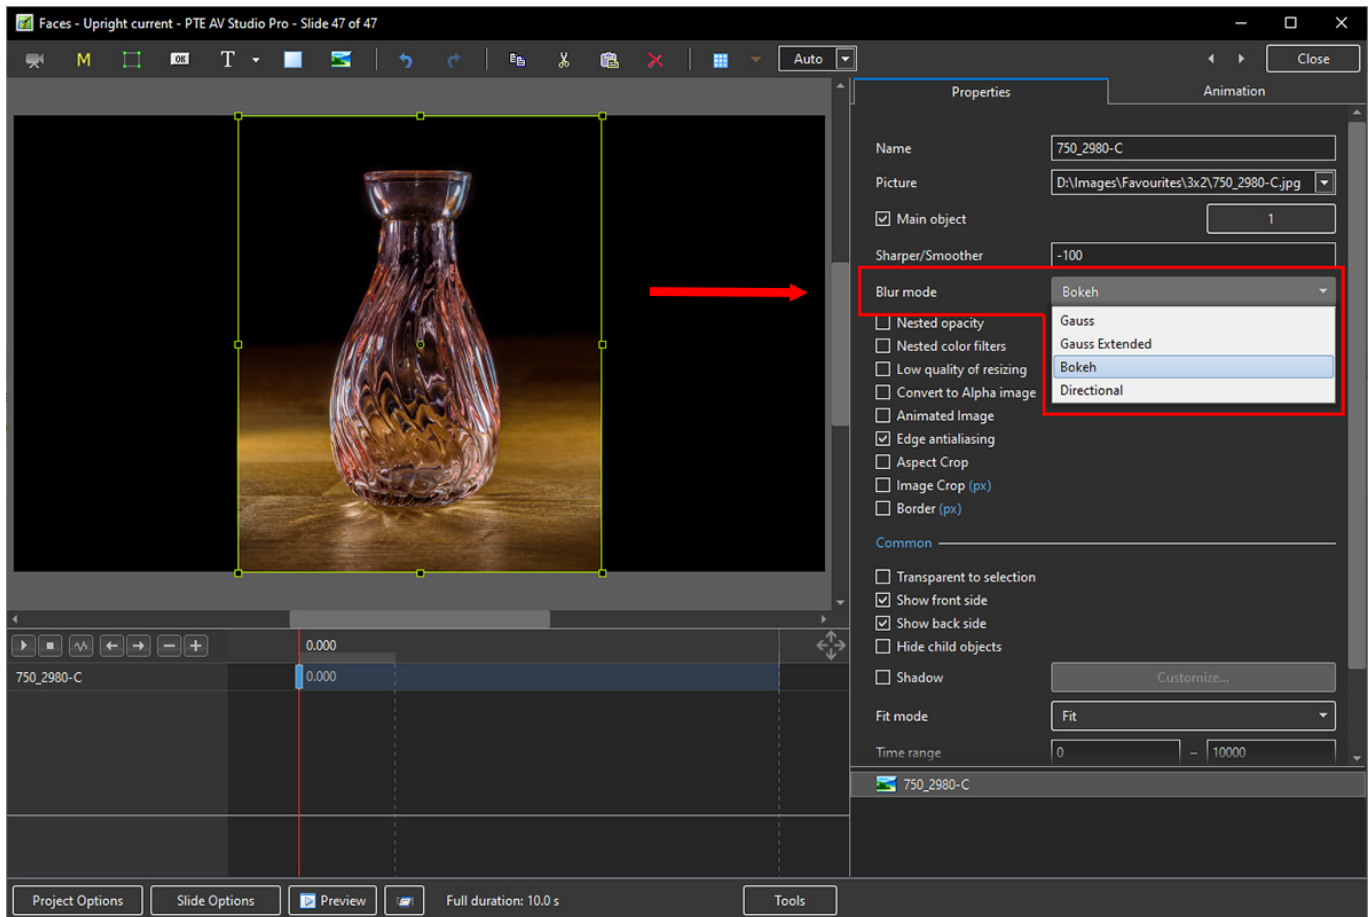 Faces - Upright current - PTE AV Studio Pro - Slide 47 of 47
M OK T Auto Close
Properties Animation
Name 750_2980-C
Picture D:\Images\Favourites\3x2\750_2980-C.jpg
Main object 1
Sharper/Smoother -100
Blur mode Bokeh
Gauss
Gauss Extended
Bokeh
Directional
Nested opacity
Nested color filters
Low quality of resizing
Convert to Alpha image
Animated Image
Edge antialiasing
Aspect Crop
Image Crop (px)
Border (px)
Common
Transparent to selection
Show front side
Show back side
Hide child objects
Shadow Customize...
Fit mode Fit
Time range 0 – 10000
750_2980-C
0.000
750_2980-C 0.000
Project Options Slide Options Preview Full duration: 10.0 s Tools